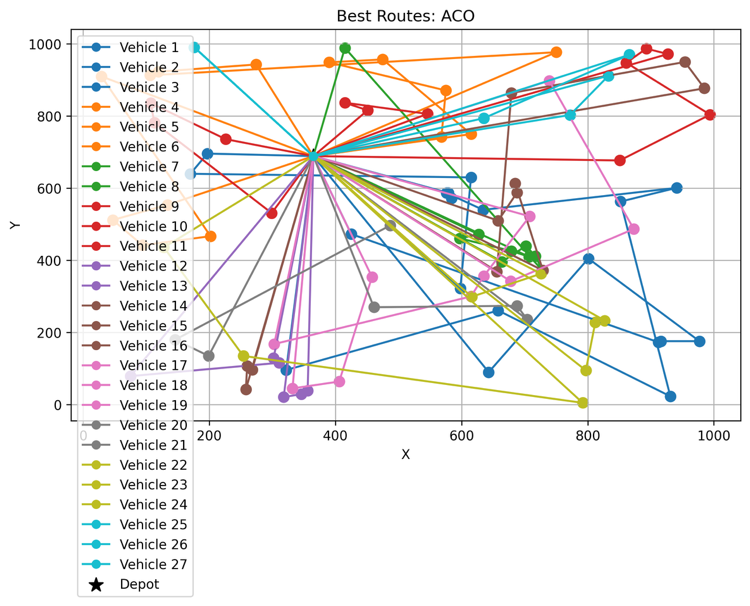 Best Routes: ACO
1000
800
600
400
200
0
Y
0
200
400
600
800
1000
X
Vehicle 1
Vehicle 2
Vehicle 3
Vehicle 4
Vehicle 5
Vehicle 6
Vehicle 7
Vehicle 8
Vehicle 9
Vehicle 10
Vehicle 11
Vehicle 12
Vehicle 13
Vehicle 14
Vehicle 15
Vehicle 16
Vehicle 17
Vehicle 18
Vehicle 19
Vehicle 20
Vehicle 21
Vehicle 22
Vehicle 23
Vehicle 24
Vehicle 25
Vehicle 26
Vehicle 27
Depot